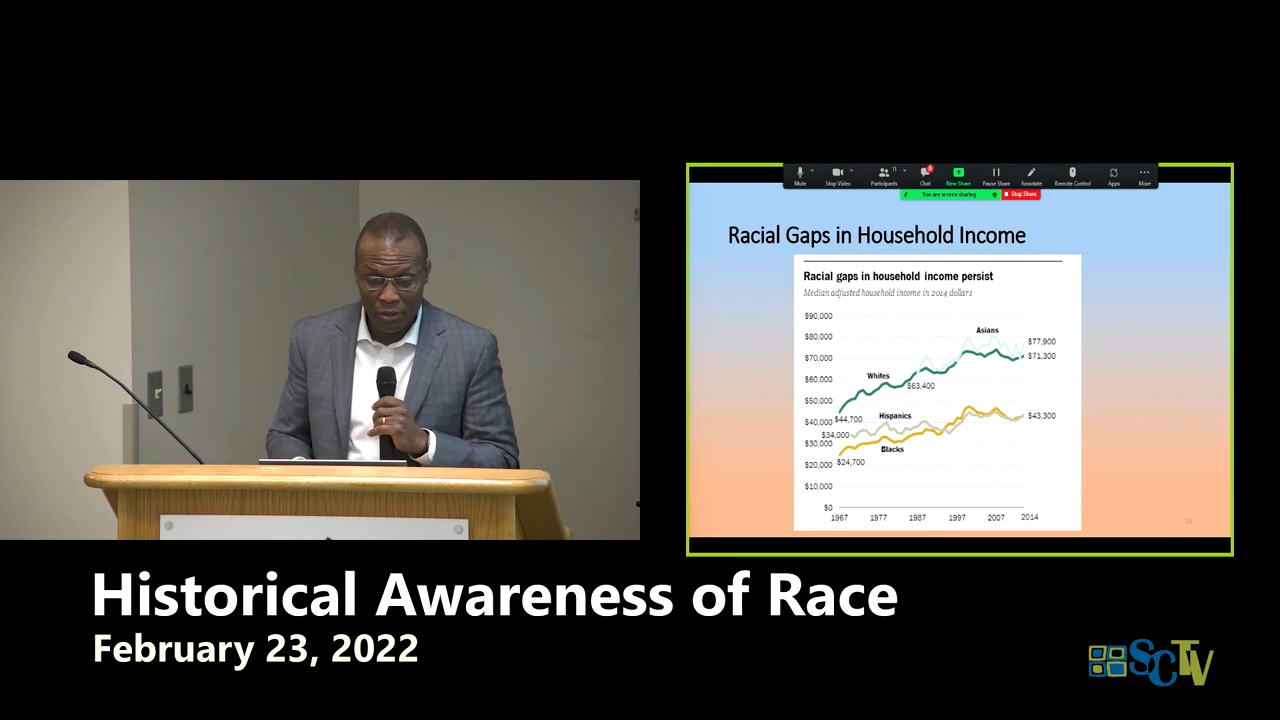 Mute
Stop Video
Participants
11
Chat
New Share
Pause Share
Annotate
Remote Control
Apps
More
You are screen sharing
Stop Share
Racial Gaps in Household Income
Racial gaps in household income persist
Median adjusted household income in 2014 dollars
$90,000
$80,000
$70,000
$60,000
$50,000
$40,000
$30,000
$20,000
$10,000
$0
Asians
$77,900
$71,300
Whites
$63,400
$44,700
Hispanics
$43,300
$34,000
Blacks
$24,700
1967 1977 1987 1997 2007 2014
Historical Awareness of Race
February 23, 2022
SCTV